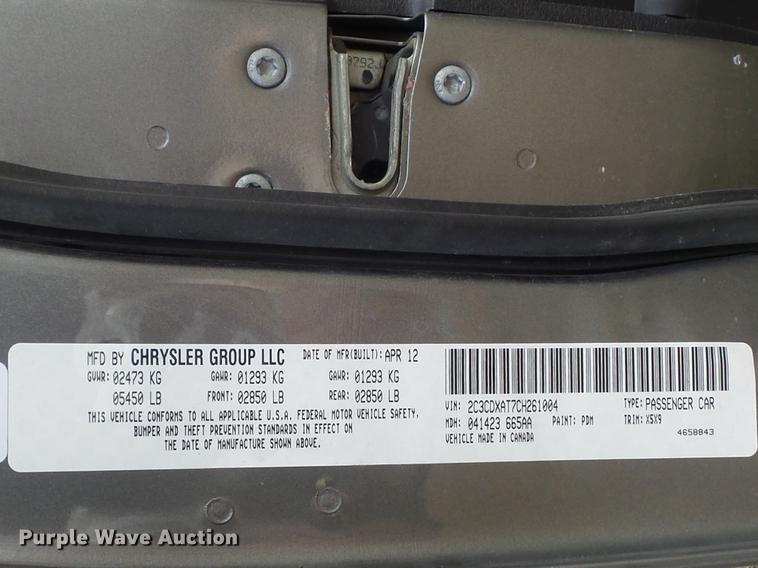 9792J
MFD BY CHRYSLER GROUP LLC DATE OF MFR(BUILT): APR 12
GVWR: 02473 KG GAWR: 01293 KG GAWR: 01293 KG
05450 LB FRONT: 02850 LB REAR: 02850 LB
THIS VEHICLE CONFORMS TO ALL APPLICABLE U.S.A. FEDERAL MOTOR VEHICLE SAFETY,
BUMPER AND THEFT PREVENTION STANDARDS IN EFFECT ON
THE DATE OF MANUFACTURE SHOWN ABOVE.
VIN: 2C3CDXAT7CH261004 TYPE: PASSENGER CAR
MDH: 041423 665AA PAINT: PDM TRIM: X5X9
VEHICLE MADE IN CANADA 4658843
Purple Wave Auction